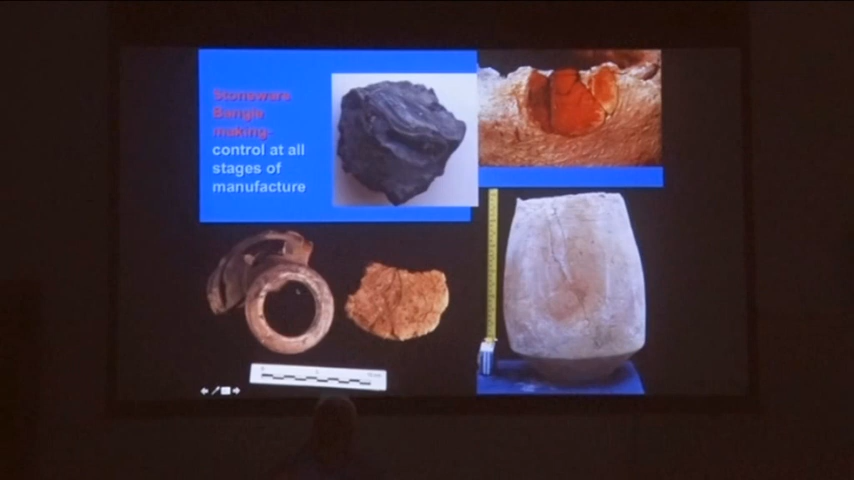 Stoneware
Bangle
making-
control at all
stages of
manufacture